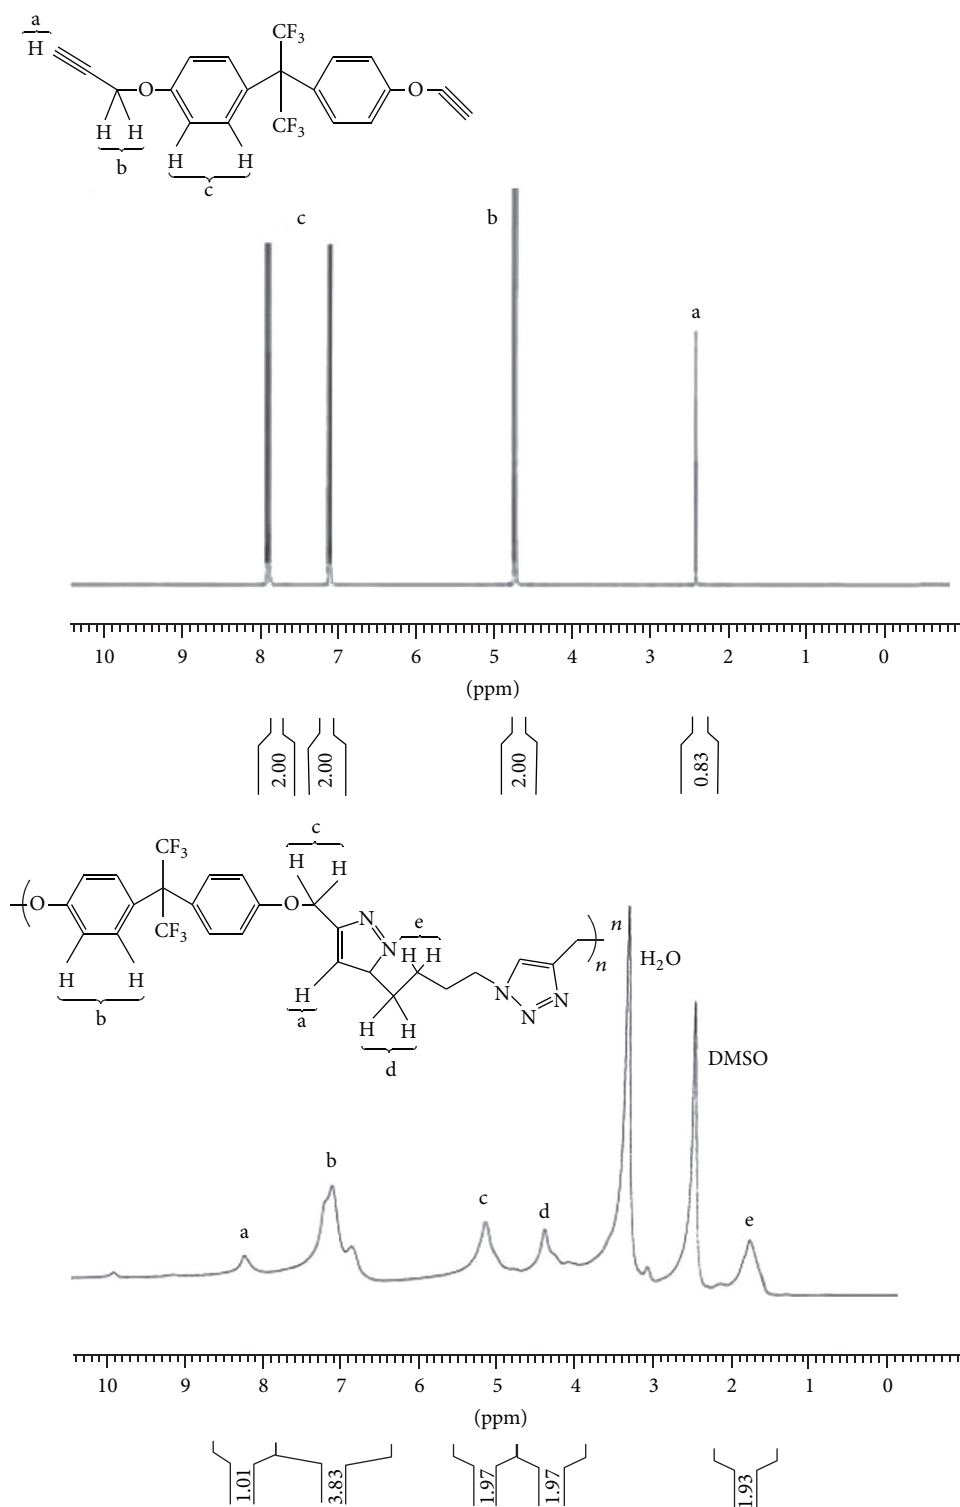 a
H
CF3
O
O
CF3
H H
b
H H
c
c
b
a
10 9 8 7 6 5 4 3 2 1 0
(ppm)
2.00 2.00 2.00 0.83
c
H H
CF3
O
O
CF3
N
N
e
H H
n
n
H2O
H H
b
H
a
H H
d
N
N
N
DMSO
b
a
c
d
e
10 9 8 7 6 5 4 3 2 1 0
(ppm)
1.01 3.83 1.97 1.97 1.93